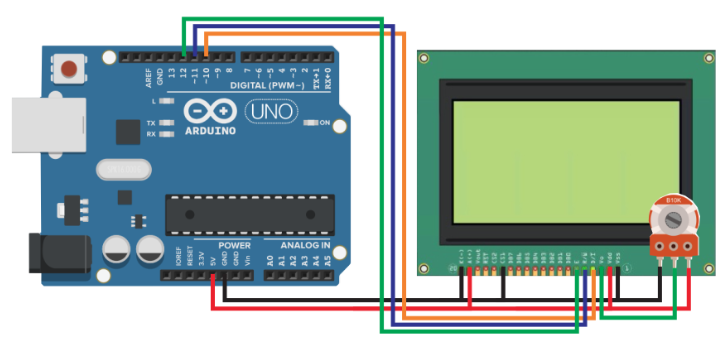 AREF
GND
13
12
~11
~10
~9
8
7
~6
~5
4
~3
2
TX→1
RX←0
DIGITAL (PWM~)
L
TX
RX
ARDUINO
UNO
ON
POWER
ANALOG IN
IOREF
RESET
3.3V
5V
GND
GND
Vin
A0
A1
A2
A3
A4
A5
B10K